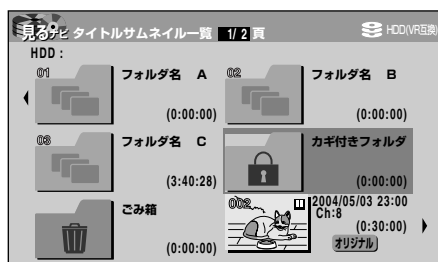 見るナビ タイトルサムネイル一覧 1/2 頁 HDD(VR互換)
HDD :
01 フォルダ名 A (0:00:00)
02 フォルダ名 B (0:00:00)
03 フォルダ名 C (3:40:28)
カギ付きフォルダ (0:00:00)
ごみ箱 (0:00:00)
002 2004/05/03 23:00
Ch:8
(0:30:00)
オリジナル